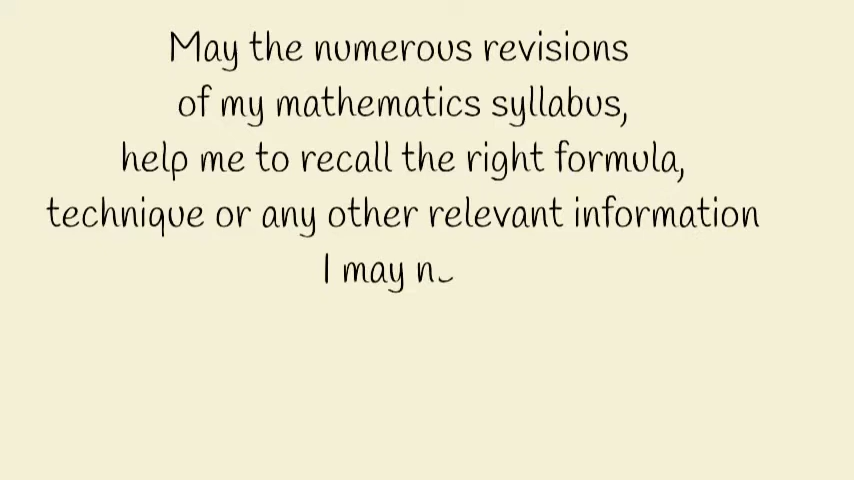 May the numerous revisions
of my mathematics syllabus,
help me to recall the right formula,
technique or any other relevant information
I may n